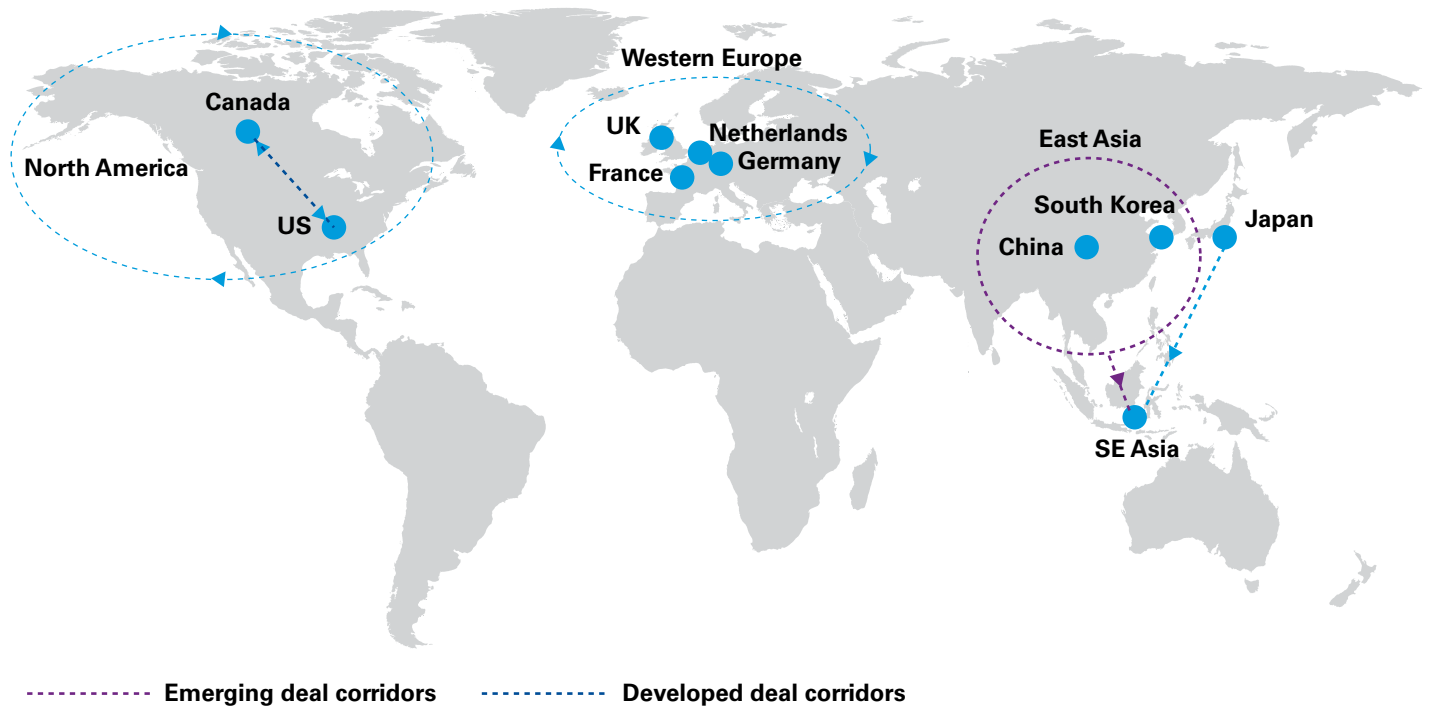 Western Europe
Canada
UK
Netherlands
East Asia
Germany
North America
France
South Korea
Japan
US
China
SE Asia
Emerging deal corridors
Developed deal corridors